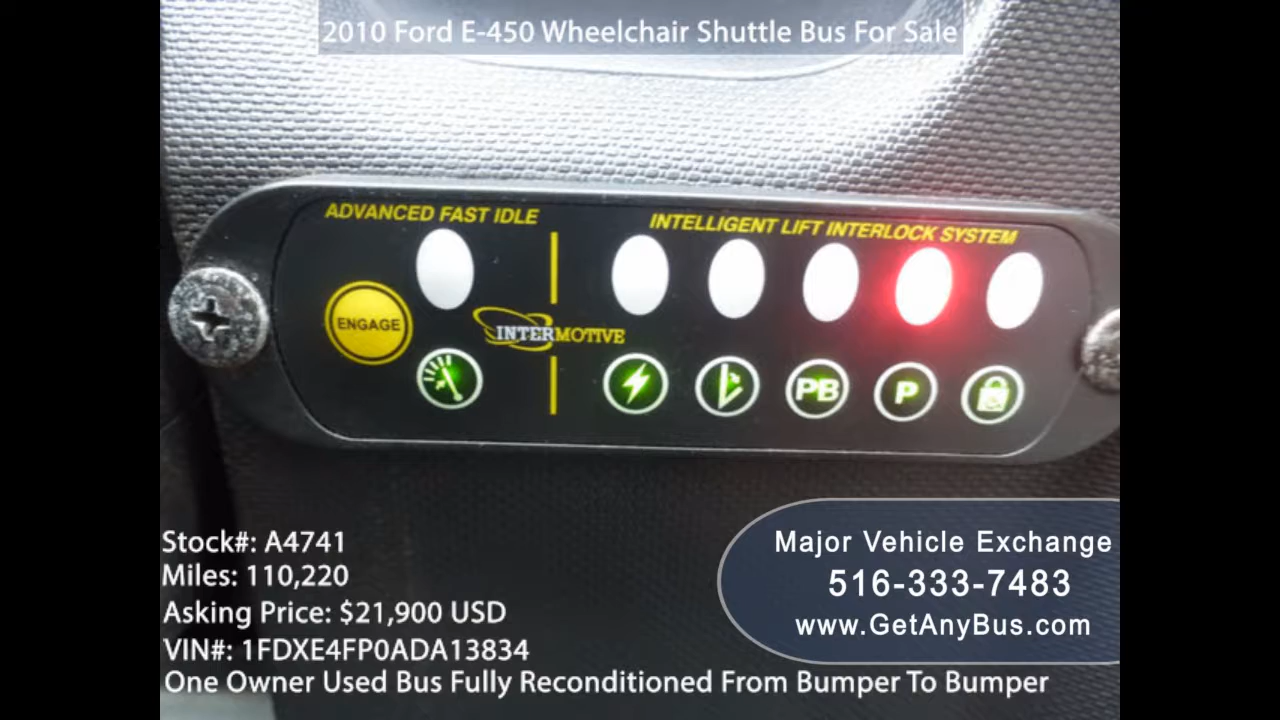 2010 Ford E-450 Wheelchair Shuttle Bus For Sale
ADVANCED FAST IDLE
INTELLIGENT LIFT INTERLOCK SYSTEM
ENGAGE
INTERMOTIVE
PB
P
Stock#: A4741
Miles: 110,220
Asking Price: $21,900 USD
VIN#: 1FDXE4FP0ADA13834
One Owner Used Bus Fully Reconditioned From Bumper To Bumper
Major Vehicle Exchange
516-333-7483
www.GetAnyBus.com